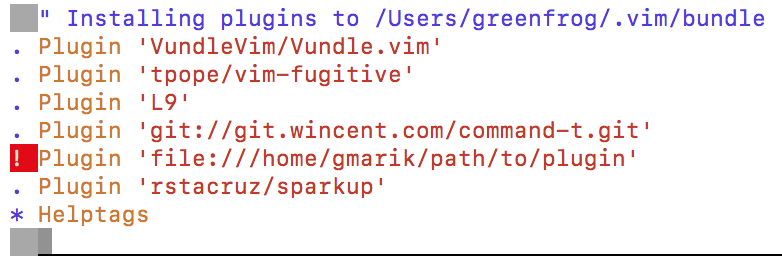 " Installing plugins to /Users/greenfrog/.vim/bundle
. Plugin 'VundleVim/Vundle.vim'
. Plugin 'tpope/vim-fugitive'
. Plugin 'L9'
. Plugin 'git://git.wincent.com/command-t.git'
! Plugin 'file:///home/gmarik/path/to/plugin'
. Plugin 'rstacruz/sparkup'
* Helptags